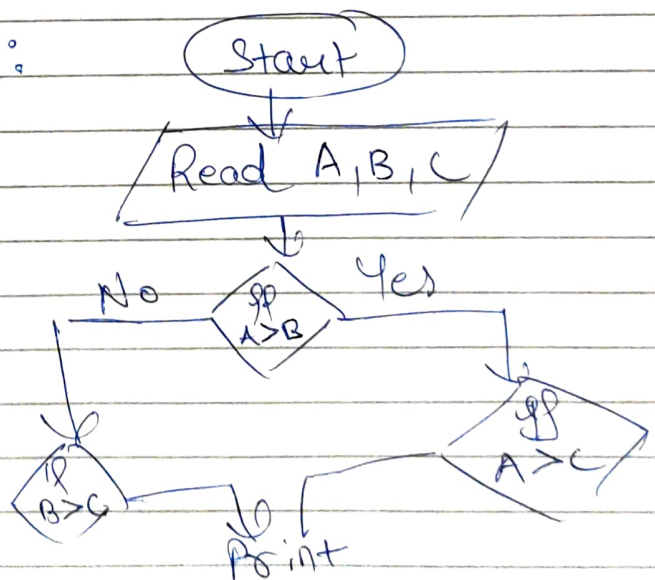 :
Start
Read A, B, C
No
Yes
If
A>B
If
A>C
if
B>C
Print